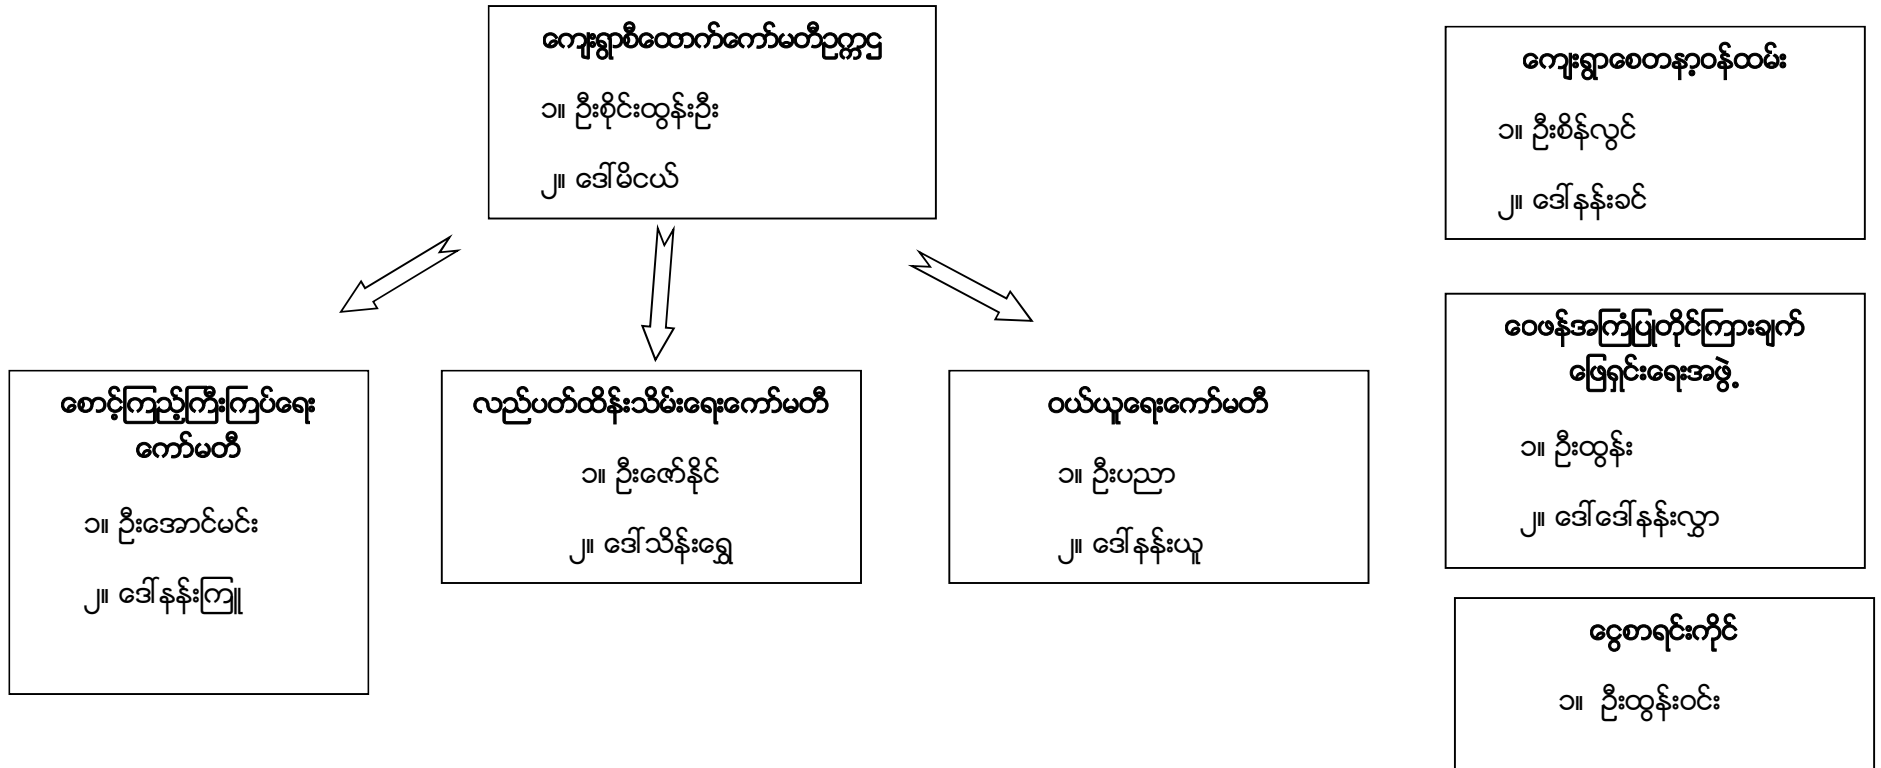 ကျေးရွာစီထောက်ကော်မတီဥက္ကဌ
၁။ ဦးစိုင်းထွန်းဦး
၂။ ဒေါ်မိငယ်
ကျေးရွာစေတနာ့ဝန်ထမ်း
၁။ ဦးစိန်လွင်
၂။ ဒေါ်နန်းခင်
စောင့်ကြည့်ကြီးကြပ်ရေး
ကော်မတီ
၁။ ဦးအောင်မင်း
၂။ ဒေါ်နန်းကြူ
လည်ပတ်ထိန်းသိမ်းရေးကော်မတီ
၁။ ဦးဇော်နိုင်
၂။ ဒေါ်သိန်းရွှေ
ဝယ်ယူရေးကော်မတီ
၁။ ဦးပညာ
၂။ ဒေါ်နန်းယူ
ဝေဖန်အကြံပြုတိုင်ကြားချက်
ဖြေရှင်းရေးအဖွဲ့
၁။ ဦးထွန်း
၂။ ဒေါ်ဒေါ်နန်းလွှာ
ငွေစာရင်းကိုင်
၁။ ဦးထွန်းဝင်း